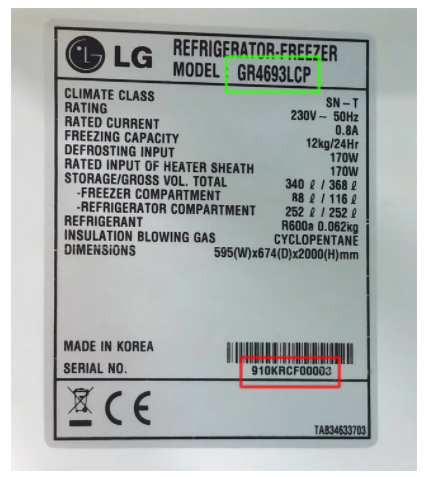 LG REFRIGERATOR-FREEZER
MODEL : GR4693LCP
CLIMATE CLASS SN ~ T
RATING 230V ~ 50Hz
RATED CURRENT 0.8A
FREEZING CAPACITY 12kg/24Hr
DEFROSTING INPUT 170W
RATED INPUT OF HEATER SHEATH 170W
STORAGE/GROSS VOL. TOTAL 340 ℓ / 368 ℓ
-FREEZER COMPARTMENT 88 ℓ / 116 ℓ
-REFRIGERATOR COMPARTMENT 252 ℓ / 252 ℓ
REFRIGERANT R600a 0.062kg
INSULATION BLOWING GAS CYCLOPENTANE
DIMENSIONS 595(W)x674(D)x2000(H)mm
MADE IN KOREA
SERIAL NO. 910KRCF00003
CE
TAB34633703